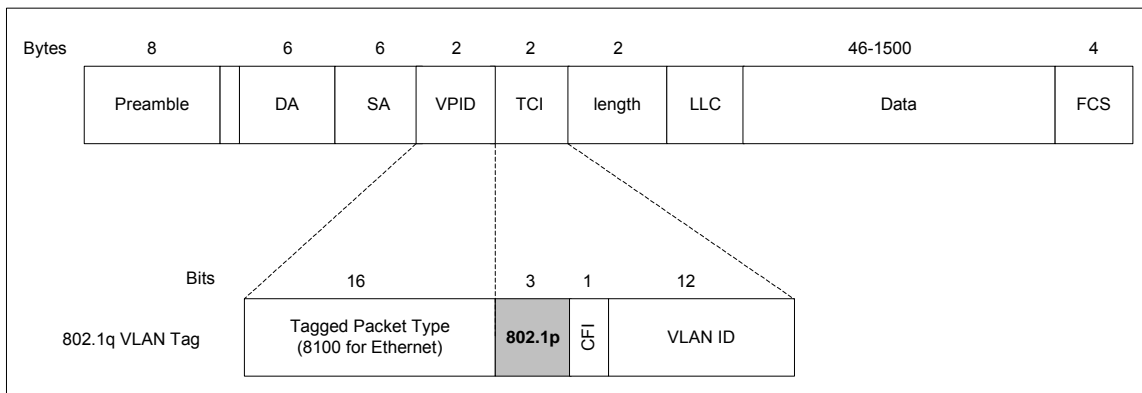 Bytes 8 6 6 2 2 2 46-1500 4
Preamble DA SA VPID TCI length LLC Data FCS
Bits 16 3 1 12
802.1q VLAN Tag
Tagged Packet Type
(8100 for Ethernet)
802.1p
CFI
VLAN ID